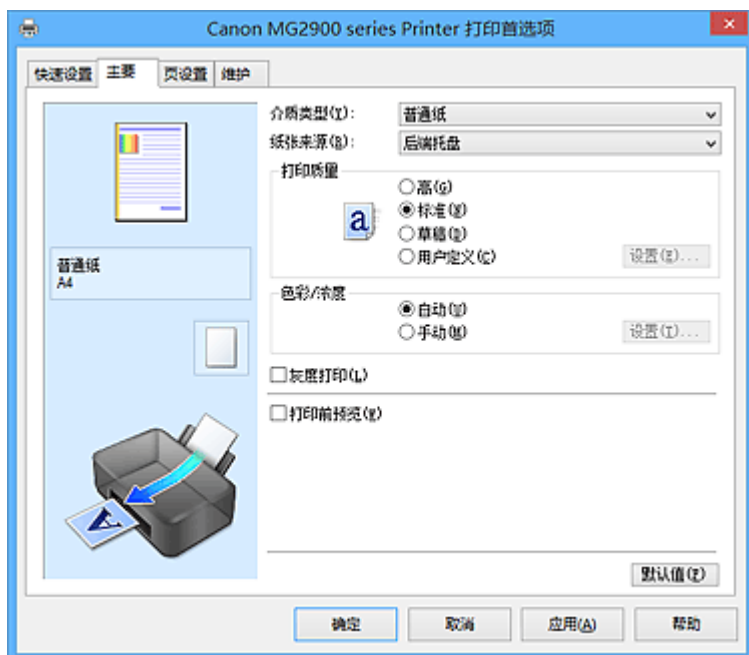 Canon MG2900 series Printer 打印首选项
快速设置 主要 页设置 维护
介质类型(Y): 普通纸
纸张来源(R): 后端托盘
打印质量
高(G)
a 标准(X)
草稿(D)
用户定义(C) 设置(E)...
普通纸
A4
色彩/浓度
自动(U)
手动(M) 设置(T)...
灰度打印(L)
打印前预览(K)
A
默认值(F)
确定 取消 应用(A) 帮助